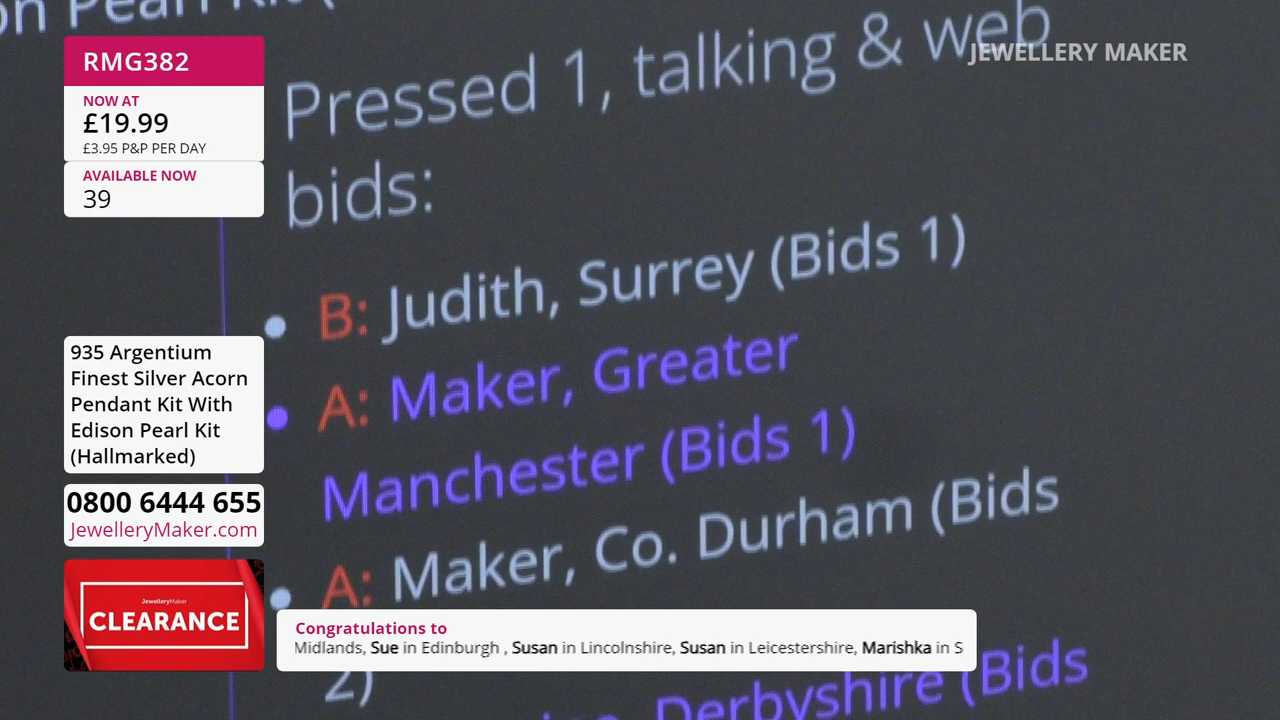 on Pearl Kit (
RMG382
NOW AT
£19.99
£3.95 P&P PER DAY
AVAILABLE NOW
39
935 Argentium
Finest Silver Acorn
Pendant Kit With
Edison Pearl Kit
(Hallmarked)
0800 6444 655
JewelleryMaker.com
JewelleryMaker
CLEARANCE
JEWELLERY MAKER
Pressed 1, talking & web
bids:
• B: Judith, Surrey (Bids 1)
• A: Maker, Greater
Manchester (Bids 1)
• A: Maker, Co. Durham (Bids
2)
Derbyshire (Bids
Congratulations to
Midlands, Sue in Edinburgh , Susan in Lincolnshire, Susan in Leicestershire, Marishka in S